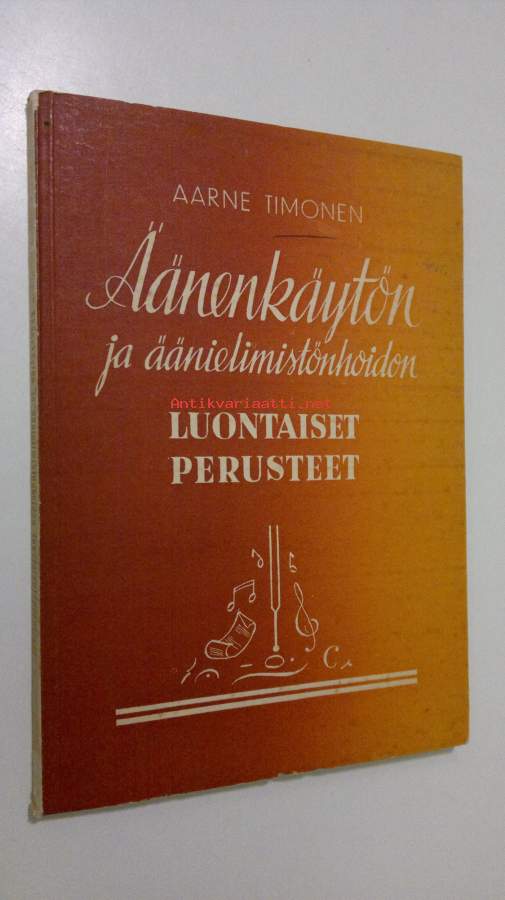 AARNE TIMONEN
Äänenkäytön
ja äänielimistönhoidon
Antikvariaatti.net
LUONTAISET
PERUSTEET